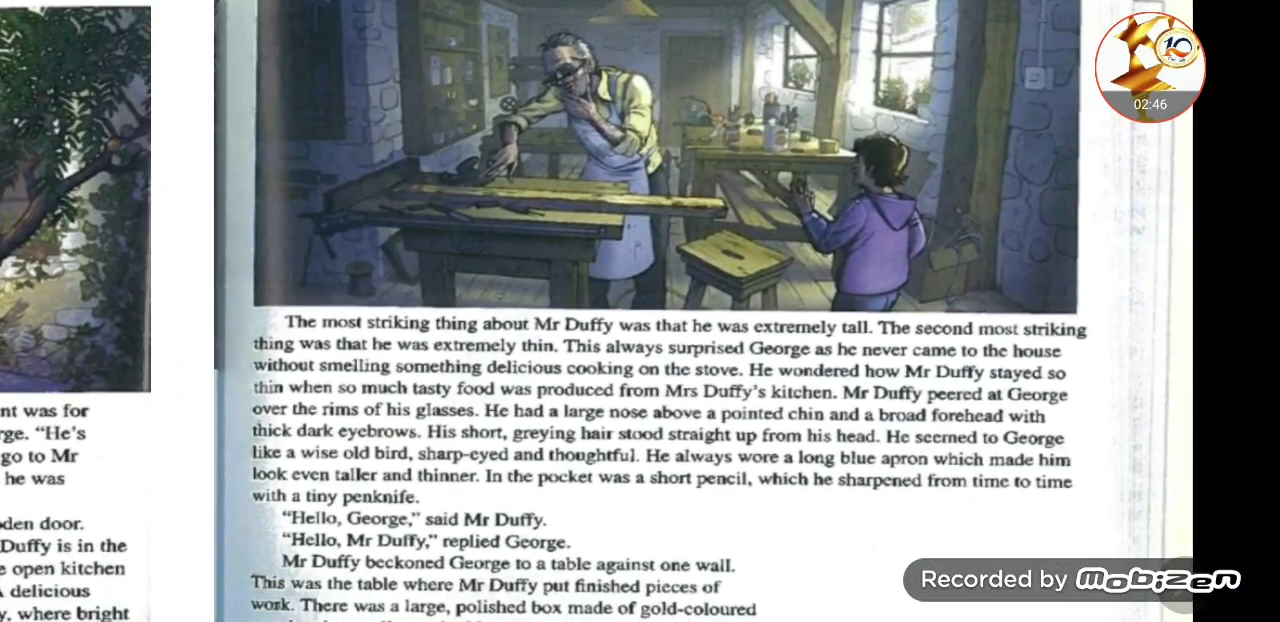 10
02:46
The most striking thing about Mr Duffy was that he was extremely tall. The second most striking
thing was that he was extremely thin. This always surprised George as he never came to the house
without smelling something delicious cooking on the stove. He wondered how Mr Duffy stayed so
thin when so much tasty food was produced from Mrs Duffy's kitchen. Mr Duffy peered at George
over the rims of his glasses. He had a large nose above a pointed chin and a broad forehead with
thick dark eyebrows. His short, greying hair stood straight up from his head. He seemed to George
like a wise old bird, sharp-eyed and thoughtful. He always wore a long blue apron which made him
look even taller and thinner. In the pocket was a short pencil, which he sharpened from time to time
with a tiny penknife.
"Hello, George," said Mr Duffy.
"Hello, Mr Duffy," replied George.
Mr Duffy beckoned George to a table against one wall.
This was the table where Mr Duffy put finished pieces of
work. There was a large, polished box made of gold-coloured
nt was for
rge. "He's
go to Mr
he was
den door.
Duffy is in the
e open kitchen
delicious
y, where bright
Recorded by Mobizen